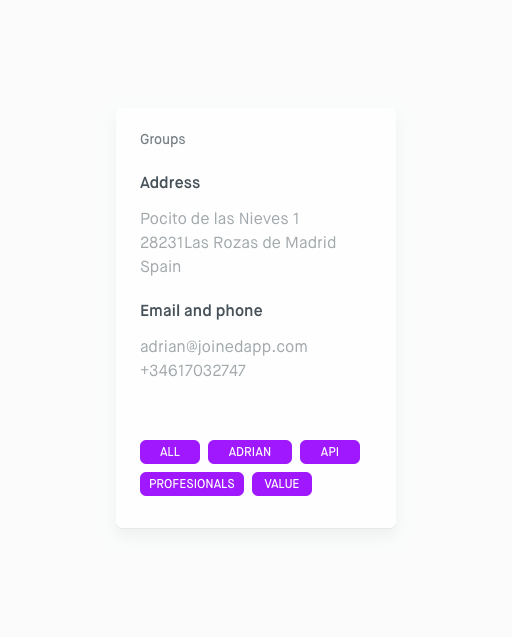 Groups
Address
Pocito de las Nieves 1
28231Las Rozas de Madrid
Spain
Email and phone
adrian@joinedapp.com
+34617032747
ALL ADRIAN API
PROFESIONALS VALUE